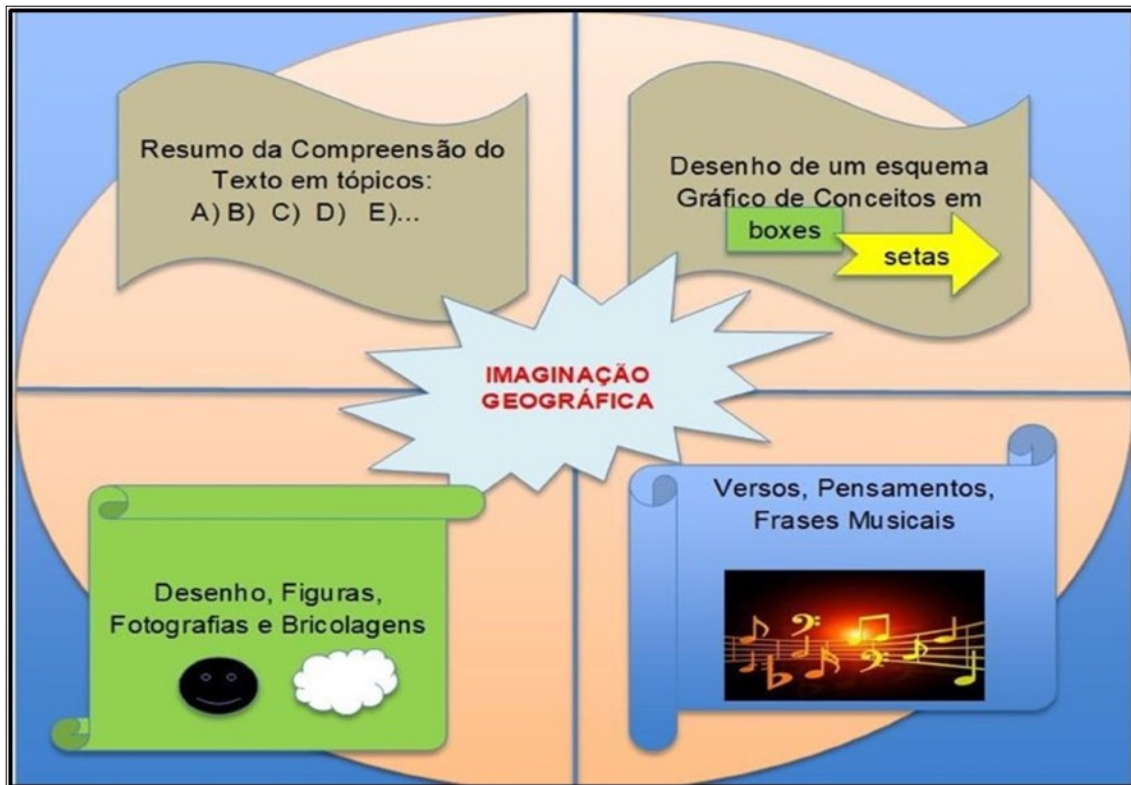 Resumo da Compreensão do
Texto em tópicos:
A) B) C) D) E)...
Desenho de um esquema
Gráfico de Conceitos em
boxes
setas
IMAGINAÇÃO
GEOGRÁFICA
Desenho, Figuras,
Fotografias e Bricolagens
Versos, Pensamentos,
Frases Musicais